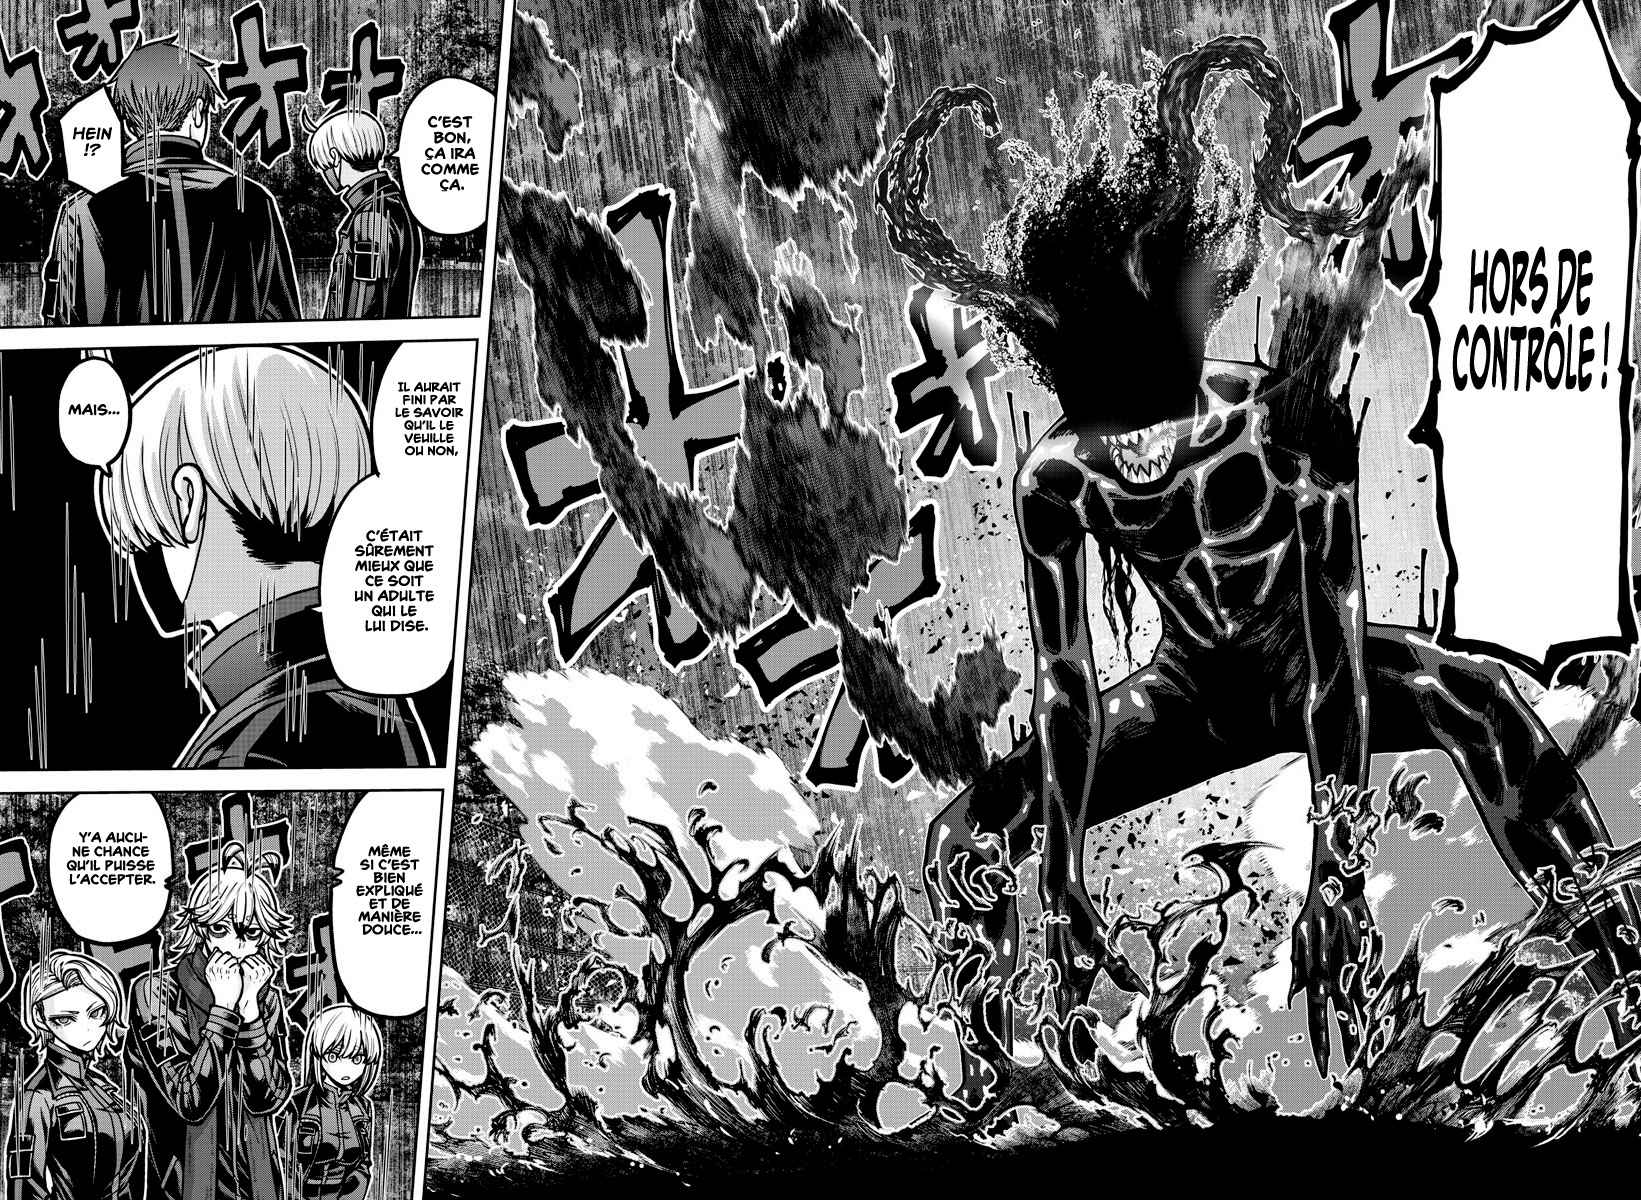 HORS DE
CONTRÔLE !
C'EST
BON,
ÇA IRA
COMME
ÇA.
HEIN
!?
IL AURAIT
FINI PAR
LE SAVOIR
QU'IL LE
VEUILLE
OU NON,
C'ÉTAIT
SÛREMENT
MIEUX QUE
CE SOIT
UN ADULTE
QUI LE
LUI DISE.
MAIS...
MÊME
SI C'EST
BIEN
EXPLIQUÉ
ET DE
MANIÈRE
DOUCE...
Y'A AUCU-
NE CHANCE
QU'IL PUISSE
L'ACCEPTER.